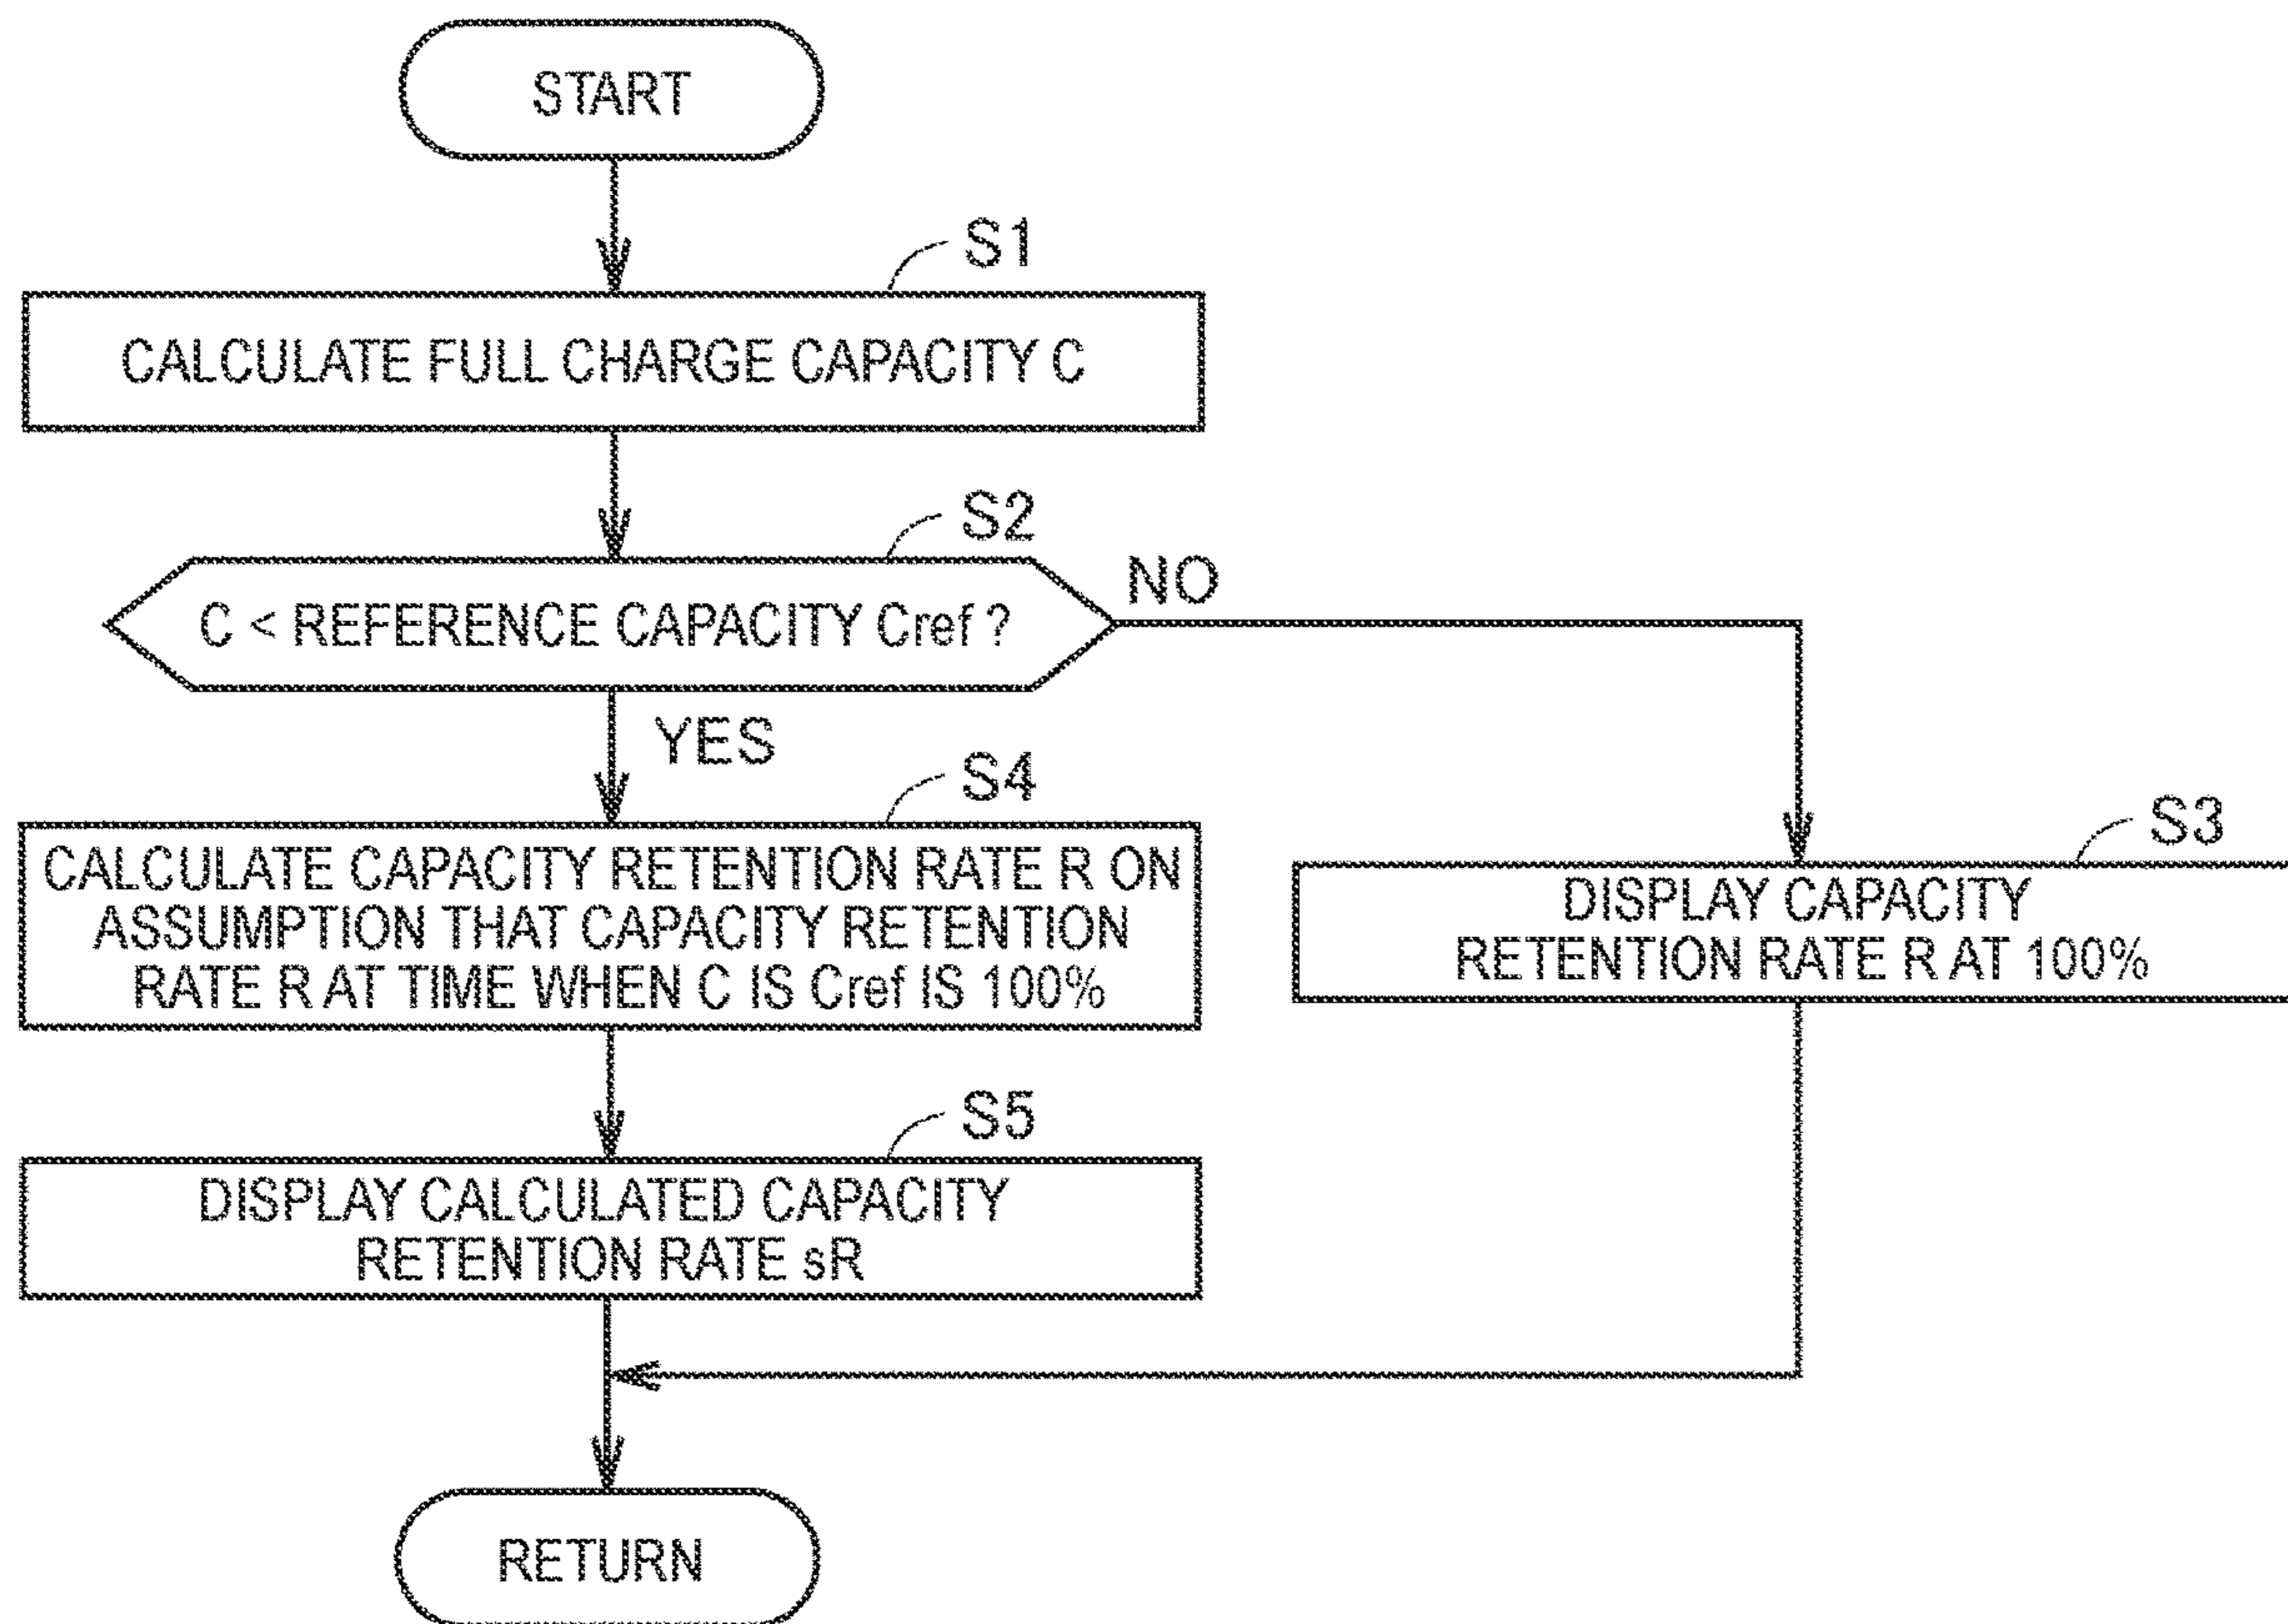 START
S1
CALCULATE FULL CHARGE CAPACITY C
S2
C < REFERENCE CAPACITY Cref ?
NO
YES
S4
CALCULATE CAPACITY RETENTION RATE R ON
ASSUMPTION THAT CAPACITY RETENTION
RATE R AT TIME WHEN C IS Cref IS 100%
S3
DISPLAY CAPACITY
RETENTION RATE R AT 100%
S5
DISPLAY CALCULATED CAPACITY
RETENTION RATE sR
RETURN